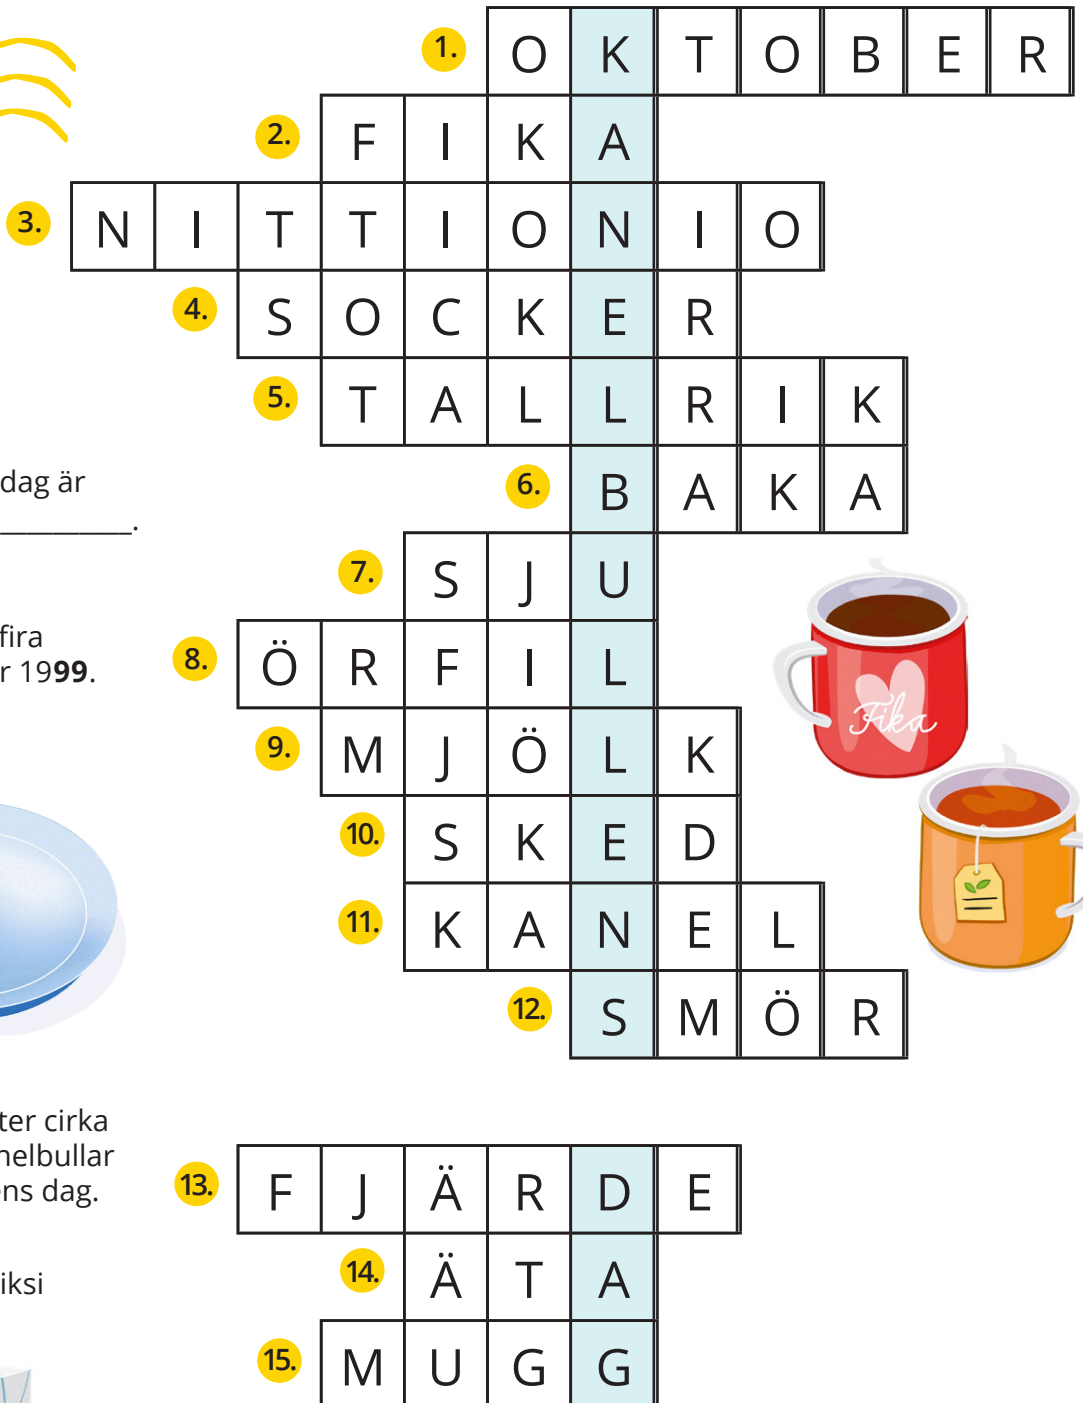 1. OKTOBER
2. FIKA
3. NITTIONIO
4. SOCKER
5. TALLRIK
dag är
6. BAKA
__________.
7. SJU
fira
8. ÖRFIL
r 1999.
Fika
9. MJÖLK
10. SKED
11. KANEL
12. SMÖR
ter cirka
nelbullar
13. FJÄRDE
ns dag.
14. ÄTA
iksi
15. MUGG